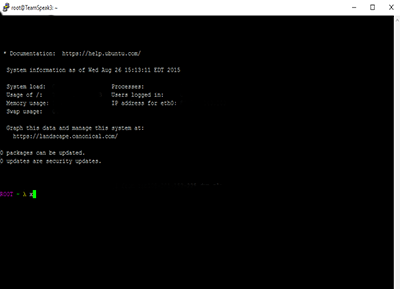 root@TeamSpeak3: ~
* Documentation: https://help.ubuntu.com/
System information as of Wed Aug 26 15:13:11 EDT 2015
System load: Processes:
Usage of /: Users logged in:
Memory usage: IP address for eth0:
Swap usage:
Graph this data and manage this system at:
https://landscape.canonical.com/
0 packages can be updated.
0 updates are security updates.
ROOT ~ λ